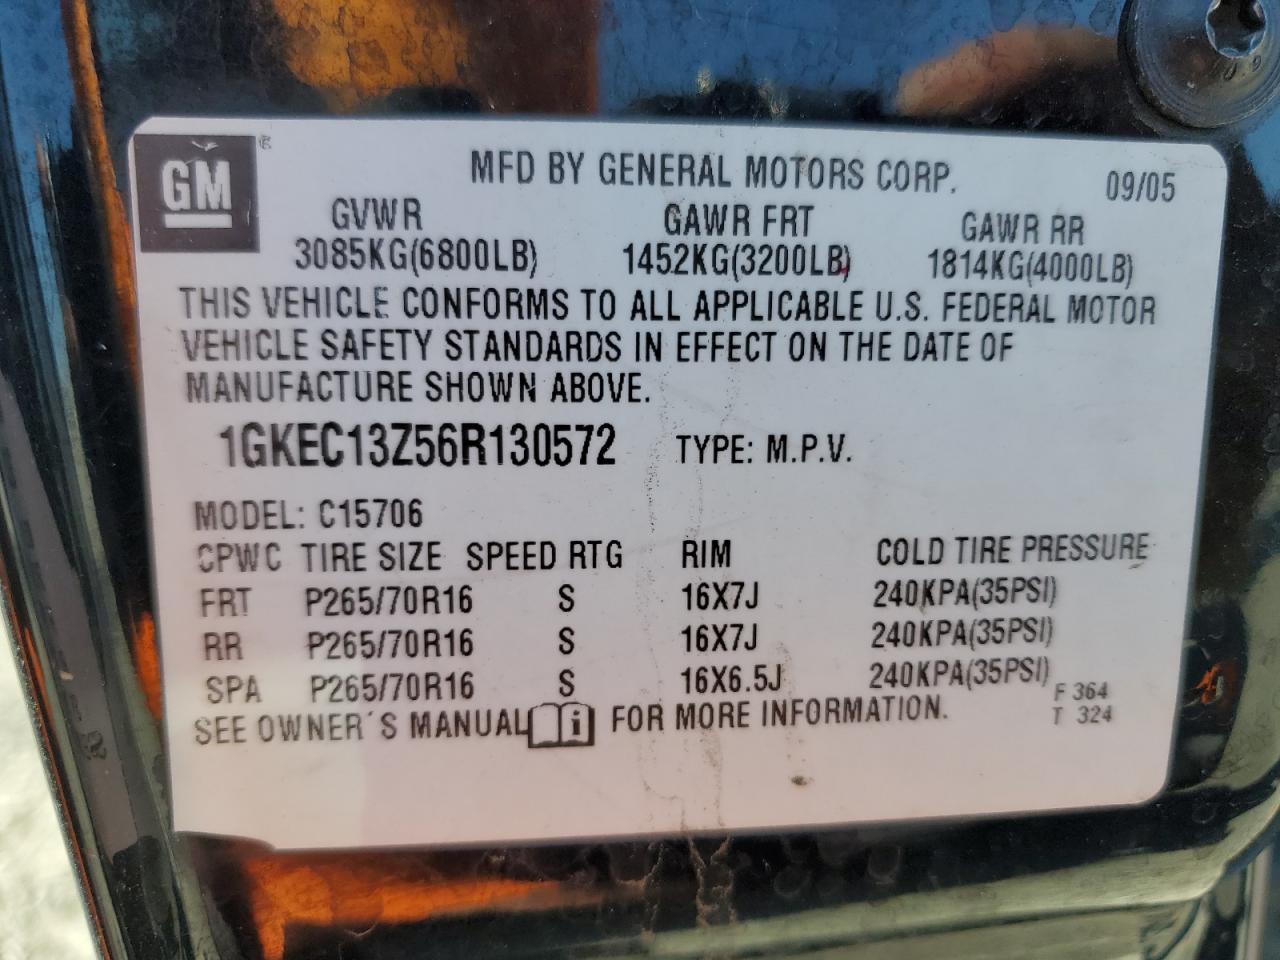 GM
MFD BY GENERAL MOTORS CORP.
09/05
GVWR GAWR FRT GAWR RR
3085KG(6800LB) 1452KG(3200LB) 1814KG(4000LB)
THIS VEHICLE CONFORMS TO ALL APPLICABLE U.S. FEDERAL MOTOR
VEHICLE SAFETY STANDARDS IN EFFECT ON THE DATE OF
MANUFACTURE SHOWN ABOVE.
1GKEC13Z56R130572 TYPE: M.P.V.
MODEL: C15706
CPWC TIRE SIZE SPEED RTG RIM COLD TIRE PRESSURE
FRT P265/70R16 S 16X7J 240KPA(35PSI)
RR P265/70R16 S 16X7J 240KPA(35PSI)
SPA P265/70R16 S 16X6.5J 240KPA(35PSI)
SEE OWNER'S MANUAL FOR MORE INFORMATION.
F 364
T 324
10.9